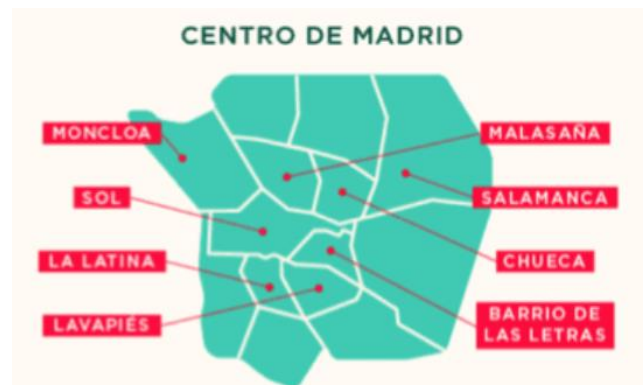 CENTRO DE MADRID
MONCLOA
MALASAÑA
SOL
SALAMANCA
LA LATINA
CHUECA
LAVAPIÉS
BARRIO DE
LAS LETRAS